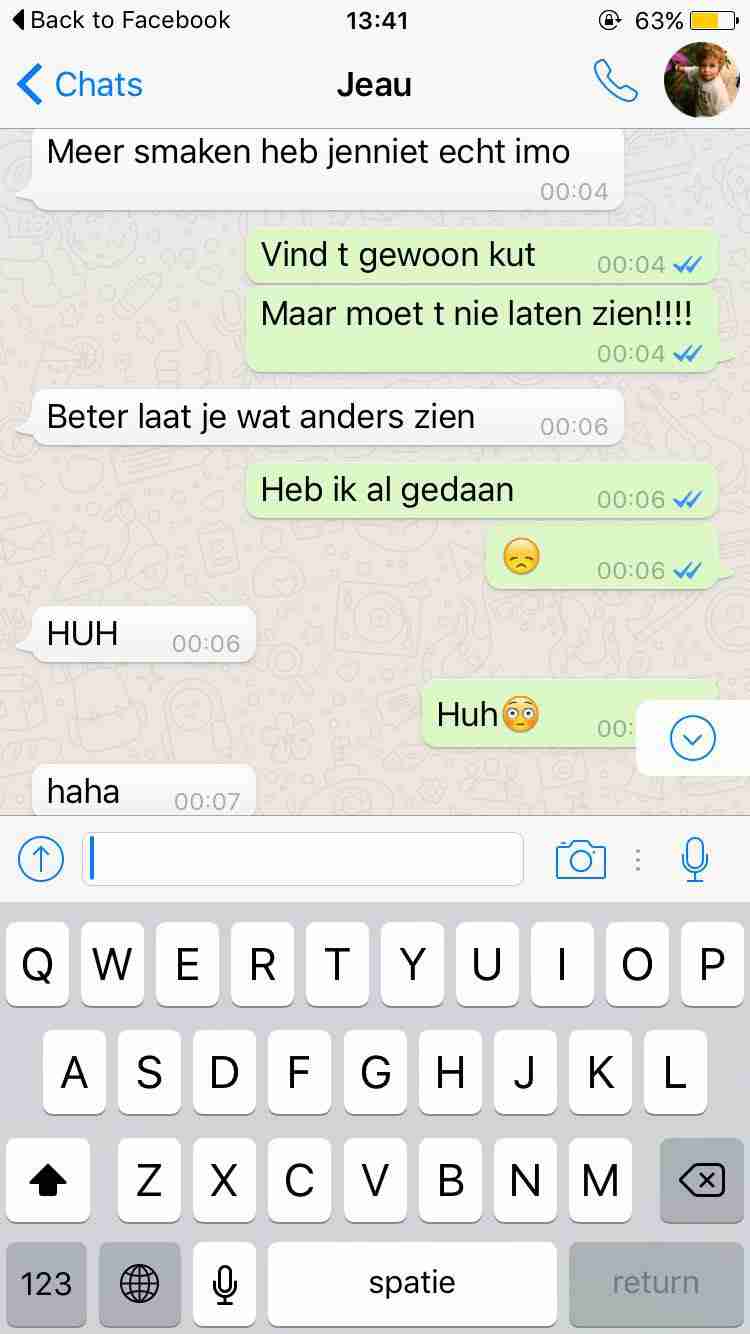 Back to Facebook 13:41 63%
Chats Jeau
Meer smaken heb jenniet echt imo
00:04
Vind t gewoon kut 00:04
Maar moet t nie laten zien!!!!
00:04
Beter laat je wat anders zien 00:06
Heb ik al gedaan 00:06
😞 00:06
HUH 00:06
Huh😳 00:
haha 00:07
Q W E R T Y U I O P
A S D F G H J K L
Z X C V B N M
123 spatie return